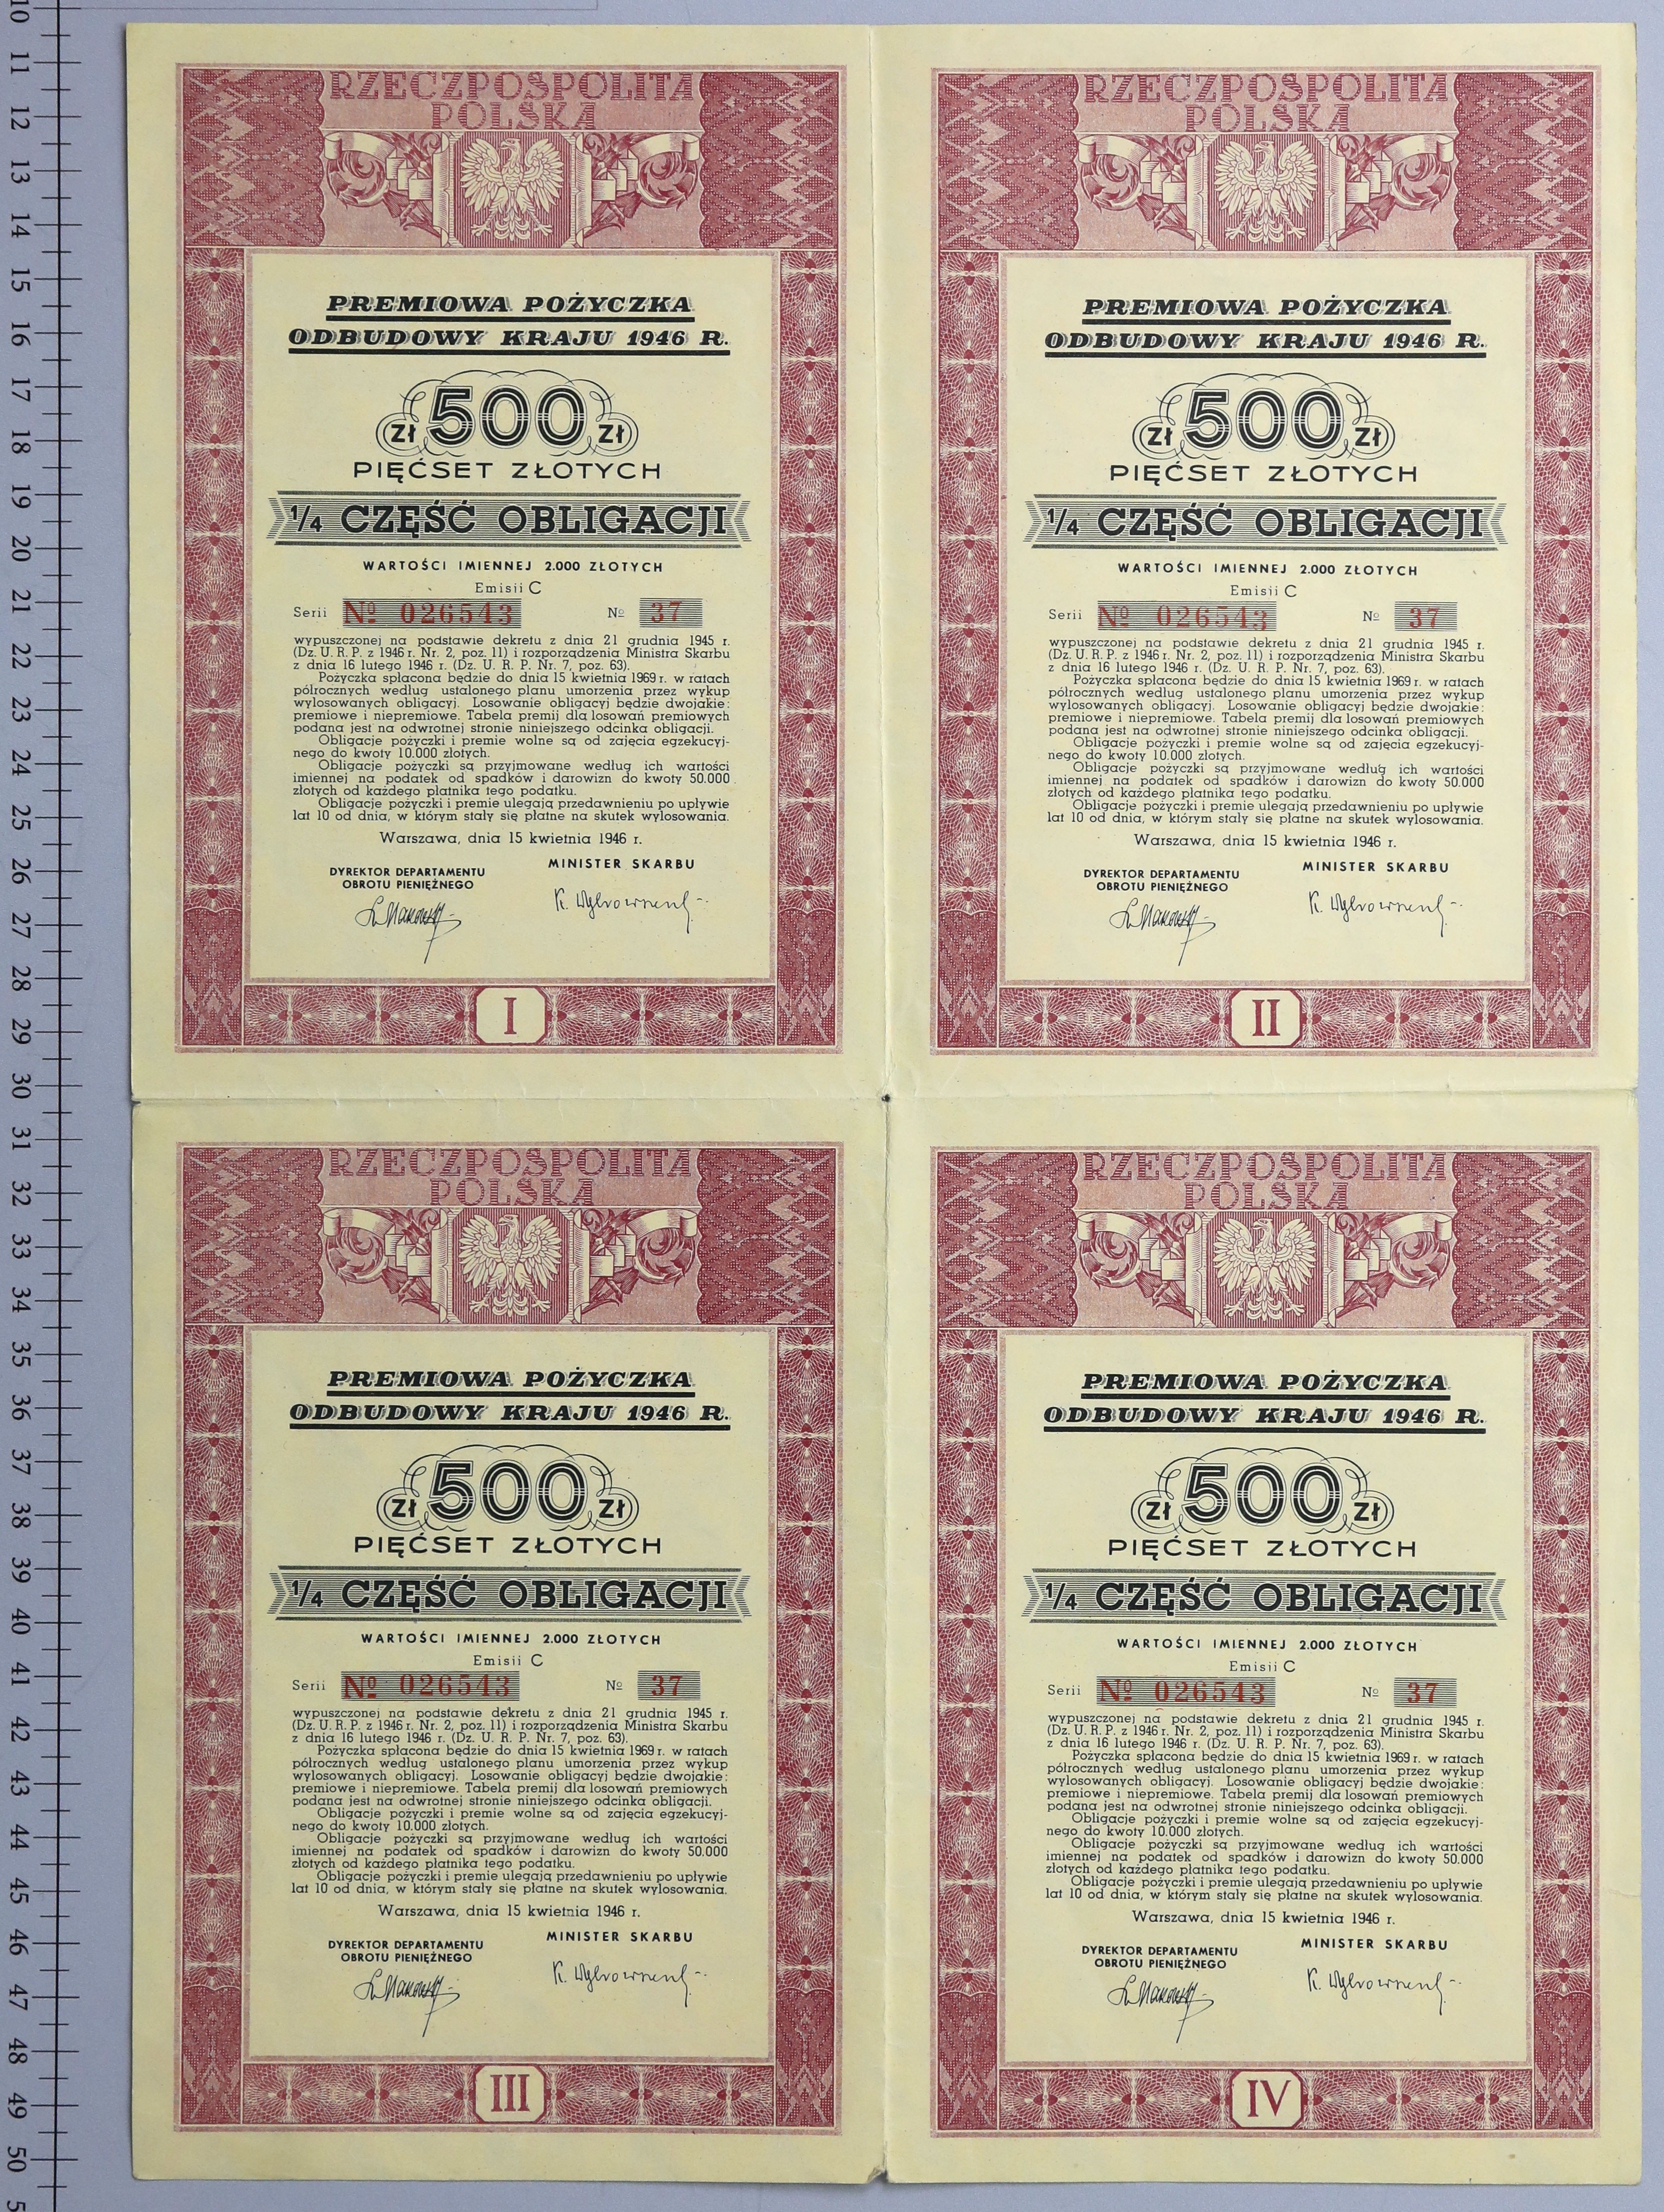 10
11
12
13
14
15
16
17
18
19
20
21
22
23
24
25
26
27
28
29
30
31
32
33
34
35
36
37
38
39
40
41
42
43
44
45
46
47
48
49
50
5
RZECZPOSPOLITA
POLSKA
PREMIOWA POŻYCZKA
ODBUDOWY KRAJU 1946 R.
zł 500 zł
PIĘĆSET ZŁOTYCH
1/4 CZĘŚĆ OBLIGACJI
WARTOŚCI IMIENNEJ 2.000 ZŁOTYCH
Emisii C
Serii Nº 026543 Nº 37
wypuszczonej na podstawie dekretu z dnia 21 grudnia 1945 r.
(Dz. U. R. P. z 1946 r. Nr. 2, poz. 11) i rozporządzenia Ministra Skarbu
z dnia 16 lutego 1946 r. (Dz. U. R. P. Nr. 7, poz. 63).
Pożyczka spłacona będzie do dnia 15 kwietnia 1969 r. w ratach
półrocznych według ustalonego planu umorzenia przez wykup
wylosowanych obligacyj. Losowanie obligacyj będzie dwojakie:
premiowe i niepremiowe. Tabela premij dla losowań premiowych
podana jest na odwrotnej stronie niniejszego odcinka obligacji.
Obligacje pożyczki i premie wolne są od zajęcia egzekucyj-
nego do kwoty 10.000 złotych.
Obligacje pożyczki są przyjmowane według ich wartości
imiennej na podatek od spadków i darowizn do kwoty 50.000
złotych od każdego płatnika tego podatku.
Obligacje pożyczki i premie ulegają przedawnieniu po upływie
lat 10 od dnia, w którym stały się płatne na skutek wylosowania.
Warszawa, dnia 15 kwietnia 1946 r.
DYREKTOR DEPARTAMENTU
OBROTU PIENIĘŻNEGO
MINISTER SKARBU
I
RZECZPOSPOLITA
POLSKA
PREMIOWA POŻYCZKA
ODBUDOWY KRAJU 1946 R.
zł 500 zł
PIĘĆSET ZŁOTYCH
1/4 CZĘŚĆ OBLIGACJI
WARTOŚCI IMIENNEJ 2.000 ZŁOTYCH
Emisii C
Serii Nº 026543 Nº 37
wypuszczonej na podstawie dekretu z dnia 21 grudnia 1945 r.
(Dz. U. R. P. z 1946 r. Nr. 2, poz. 11) i rozporządzenia Ministra Skarbu
z dnia 16 lutego 1946 r. (Dz. U. R. P. Nr. 7, poz. 63).
Pożyczka spłacona będzie do dnia 15 kwietnia 1969 r. w ratach
półrocznych według ustalonego planu umorzenia przez wykup
wylosowanych obligacyj. Losowanie obligacyj będzie dwojakie:
premiowe i niepremiowe. Tabela premij dla losowań premiowych
podana jest na odwrotnej stronie niniejszego odcinka obligacji.
Obligacje pożyczki i premie wolne są od zajęcia egzekucyj-
nego do kwoty 10.000 złotych.
Obligacje pożyczki są przyjmowane według ich wartości
imiennej na podatek od spadków i darowizn do kwoty 50.000
złotych od każdego płatnika tego podatku.
Obligacje pożyczki i premie ulegają przedawnieniu po upływie
lat 10 od dnia, w którym stały się płatne na skutek wylosowania.
Warszawa, dnia 15 kwietnia 1946 r.
DYREKTOR DEPARTAMENTU
OBROTU PIENIĘŻNEGO
MINISTER SKARBU
II
RZECZPOSPOLITA
POLSKA
PREMIOWA POŻYCZKA
ODBUDOWY KRAJU 1946 R.
zł 500 zł
PIĘĆSET ZŁOTYCH
1/4 CZĘŚĆ OBLIGACJI
WARTOŚCI IMIENNEJ 2.000 ZŁOTYCH
Emisii C
Serii Nº 026543 Nº 37
wypuszczonej na podstawie dekretu z dnia 21 grudnia 1945 r.
(Dz. U. R. P. z 1946 r. Nr. 2, poz. 11) i rozporządzenia Ministra Skarbu
z dnia 16 lutego 1946 r. (Dz. U. R. P. Nr. 7, poz. 63).
Pożyczka spłacona będzie do dnia 15 kwietnia 1969 r. w ratach
półrocznych według ustalonego planu umorzenia przez wykup
wylosowanych obligacyj. Losowanie obligacyj będzie dwojakie:
premiowe i niepremiowe. Tabela premij dla losowań premiowych
podana jest na odwrotnej stronie niniejszego odcinka obligacji.
Obligacje pożyczki i premie wolne są od zajęcia egzekucyj-
nego do kwoty 10.000 złotych.
Obligacje pożyczki są przyjmowane według ich wartości
imiennej na podatek od spadków i darowizn do kwoty 50.000
złotych od każdego płatnika tego podatku.
Obligacje pożyczki i premie ulegają przedawnieniu po upływie
lat 10 od dnia, w którym stały się płatne na skutek wylosowania.
Warszawa, dnia 15 kwietnia 1946 r.
DYREKTOR DEPARTAMENTU
OBROTU PIENIĘŻNEGO
MINISTER SKARBU
III
RZECZPOSPOLITA
POLSKA
PREMIOWA POŻYCZKA
ODBUDOWY KRAJU 1946 R.
zł 500 zł
PIĘĆSET ZŁOTYCH
1/4 CZĘŚĆ OBLIGACJI
WARTOŚCI IMIENNEJ 2.000 ZŁOTYCH
Emisii C
Serii Nº 026543 Nº 37
wypuszczonej na podstawie dekretu z dnia 21 grudnia 1945 r.
(Dz. U. R. P. z 1946 r. Nr. 2, poz. 11) i rozporządzenia Ministra Skarbu
z dnia 16 lutego 1946 r. (Dz. U. R. P. Nr. 7, poz. 63).
Pożyczka spłacona będzie do dnia 15 kwietnia 1969 r. w ratach
półrocznych według ustalonego planu umorzenia przez wykup
wylosowanych obligacyj. Losowanie obligacyj będzie dwojakie:
premiowe i niepremiowe. Tabela premij dla losowań premiowych
podana jest na odwrotnej stronie niniejszego odcinka obligacji.
Obligacje pożyczki i premie wolne są od zajęcia egzekucyj-
nego do kwoty 10.000 złotych.
Obligacje pożyczki są przyjmowane według ich wartości
imiennej na podatek od spadków i darowizn do kwoty 50.000
złotych od każdego płatnika tego podatku.
Obligacje pożyczki i premie ulegają przedawnieniu po upływie
lat 10 od dnia, w którym stały się płatne na skutek wylosowania.
Warszawa, dnia 15 kwietnia 1946 r.
DYREKTOR DEPARTAMENTU
OBROTU PIENIĘŻNEGO
MINISTER SKARBU
IV